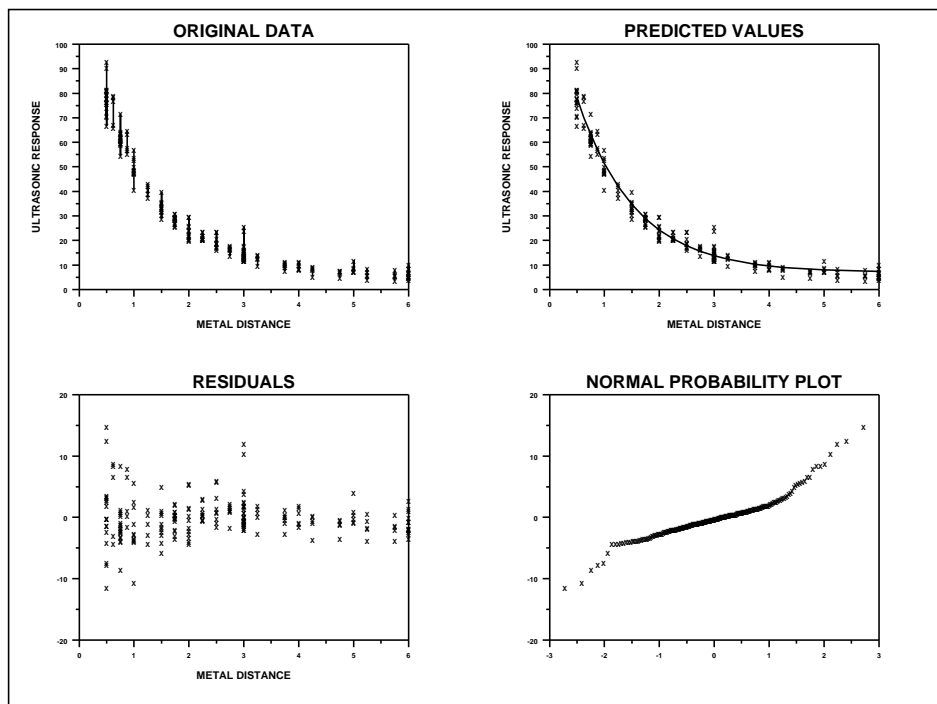 ORIGINAL DATA
100
90
80
70
60
50
40
30
20
10
0
ULTRASONIC RESPONSE
0 1 2 3 4 5 6
METAL DISTANCE
PREDICTED VALUES
100
90
80
70
60
50
40
30
20
10
0
ULTRASONIC RESPONSE
0 1 2 3 4 5 6
METAL DISTANCE
RESIDUALS
20
10
0
-10
-20
0 1 2 3 4 5 6
METAL DISTANCE
NORMAL PROBABILITY PLOT
20
10
0
-10
-20
-3 -2 -1 0 1 2 3